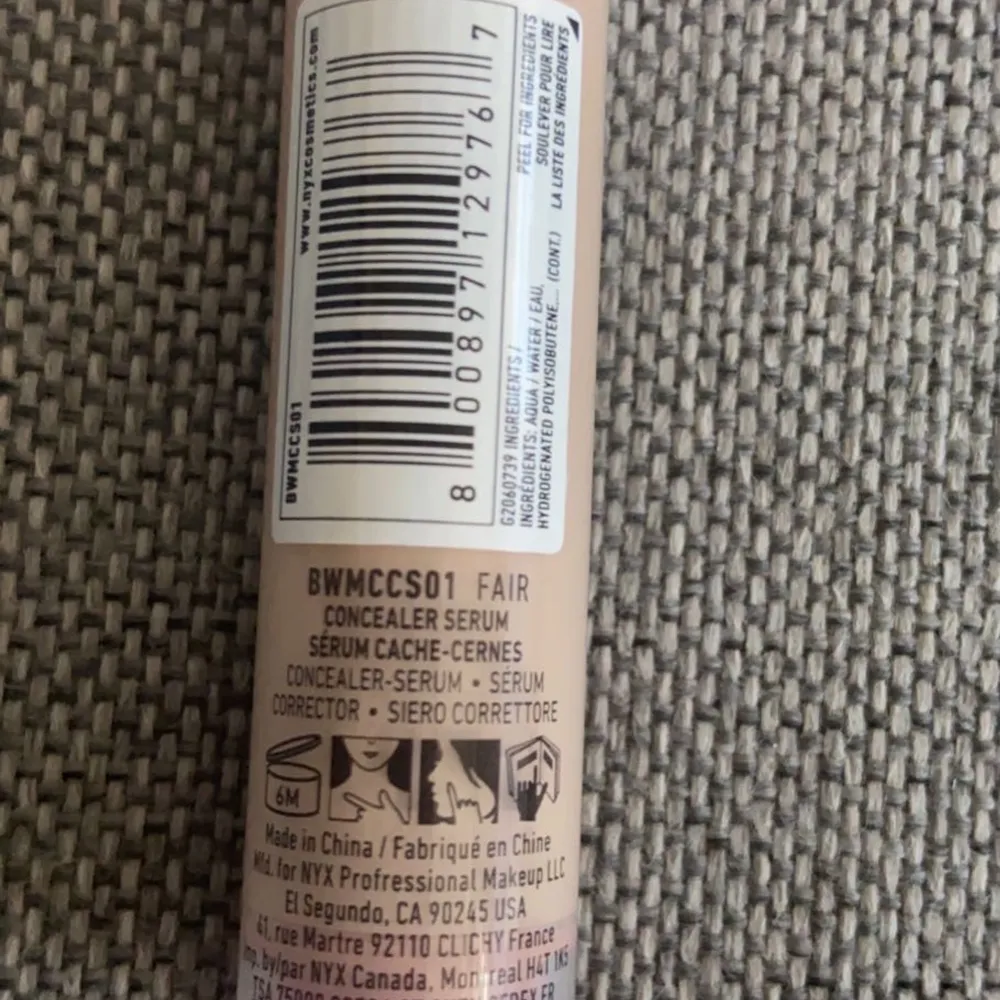 www.nyxcosmetics.com
BWMCCS01
8 00897 12976 7
PEEL FOR INGREDIENTS
SOULEVER POUR LIRE
LA LISTE DES INGRÉDIENTS
G2060739 INGREDIENTS /
INGRÉDIENTS: AQUA / WATER / EAU,
HYDROGENATED POLYISOBUTENE,... (CONT.)
BWMCCS01 FAIR
CONCEALER SERUM
SÉRUM CACHE-CERNES
CONCEALER-SERUM • SÉRUM
CORRECTOR • SIERO CORRETTORE
6M
Made in China / Fabriqué en Chine
Mfd. for NYX Profressional Makeup LLC
El Segundo, CA 90245 USA
41, rue Martre 92110 CLICHY France
by/par NYX Canada, Montreal H4T 1K5